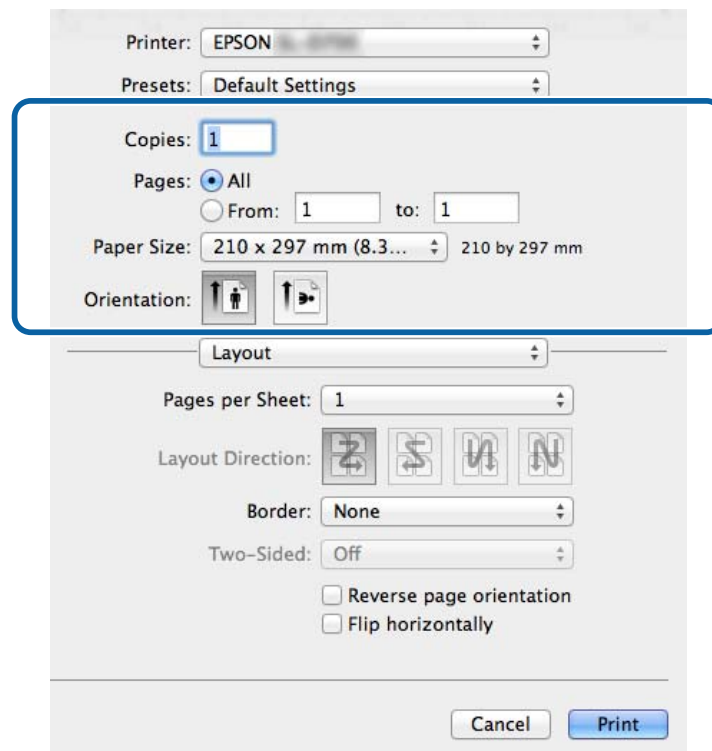 Printer: EPSON
Presets: Default Settings
Copies: 1
Pages: All
From: 1 to: 1
Paper Size: 210 x 297 mm (8.3... 210 by 297 mm
Orientation:
Layout
Pages per Sheet: 1
Layout Direction:
Border: None
Two-Sided: Off
Reverse page orientation
Flip horizontally
Cancel Print